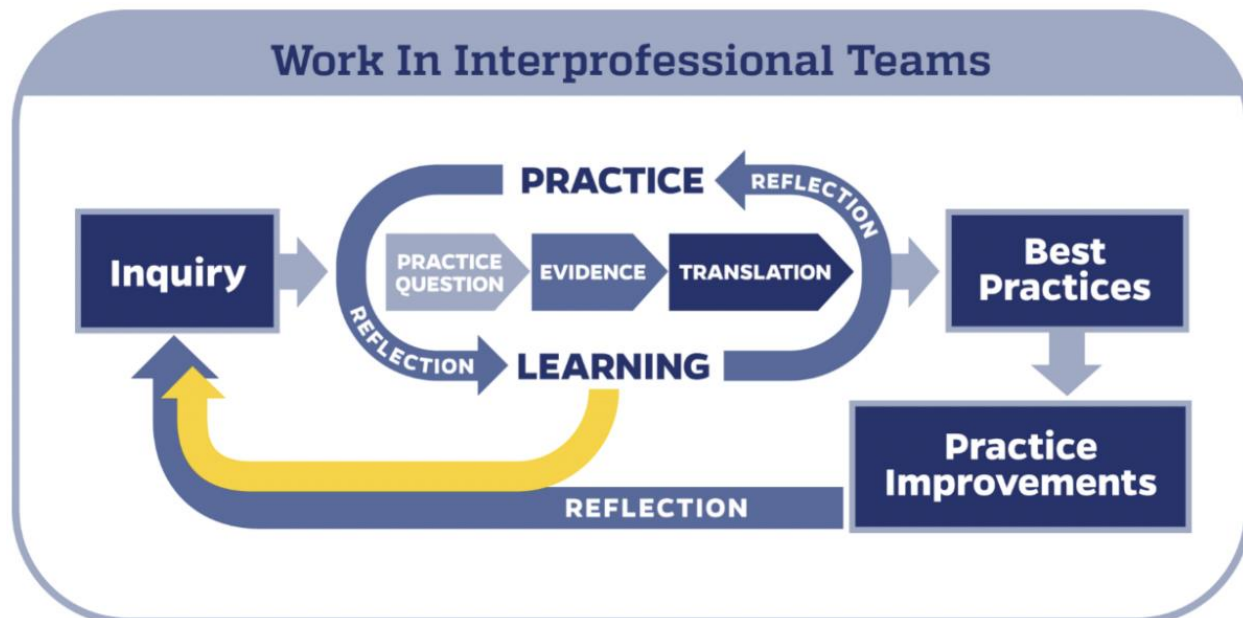 Work In Interprofessional Teams
Inquiry
PRACTICE
REFLECTION
PRACTICE
QUESTION
EVIDENCE
TRANSLATION
REFLECTION
LEARNING
Best
Practices
Practice
Improvements
REFLECTION